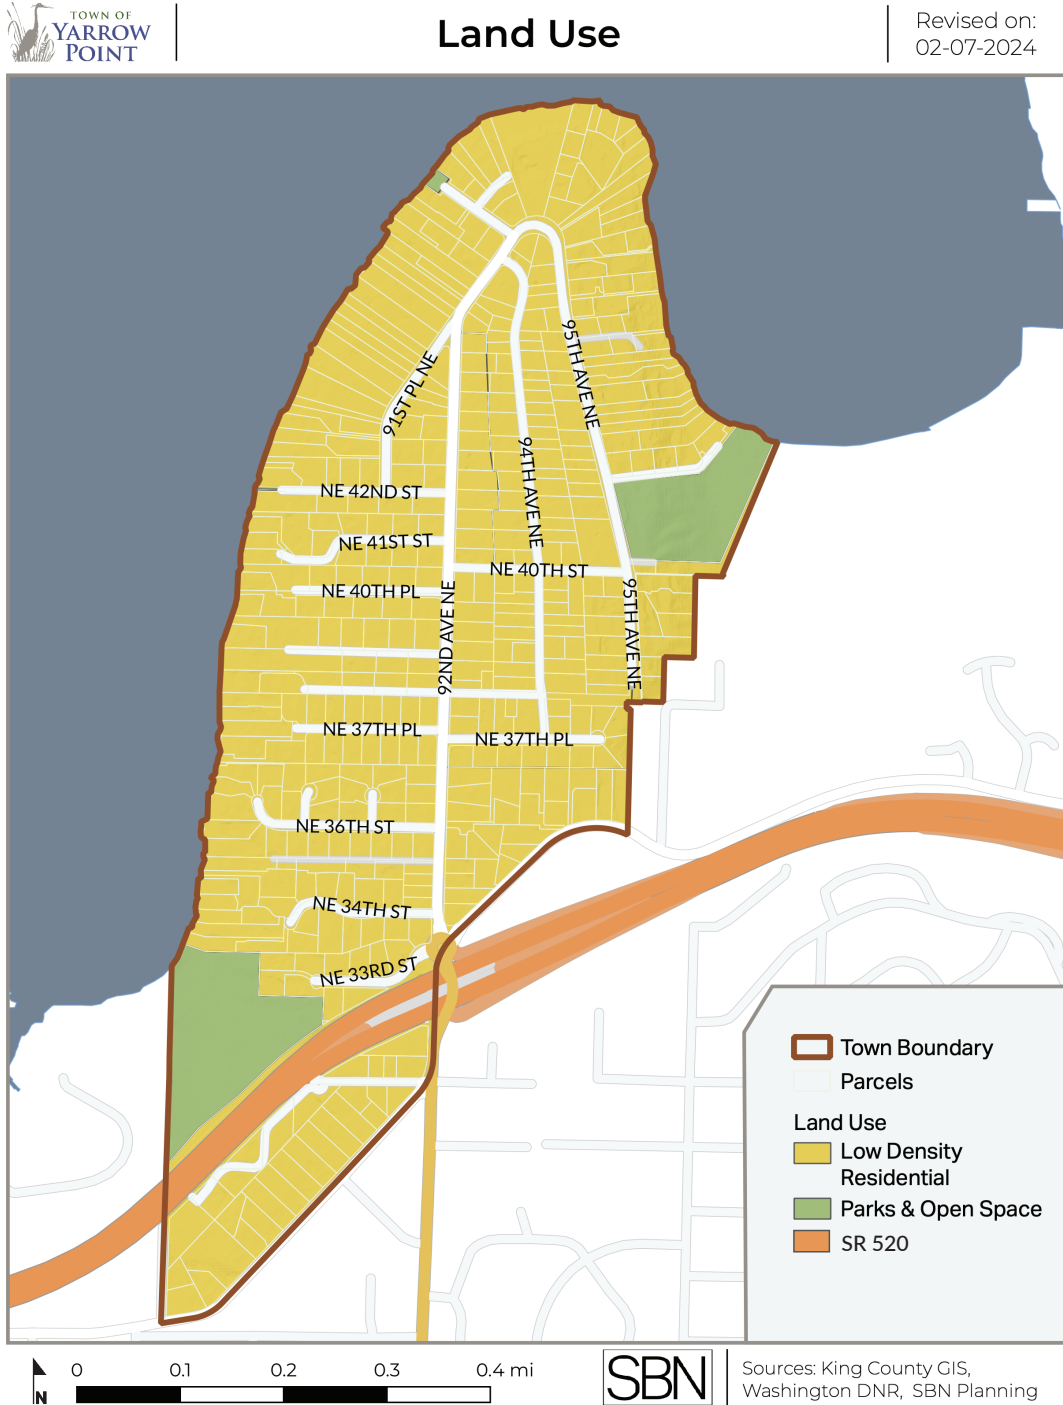 TOWN OF
YARROW
POINT
Land Use
Revised on:
02-07-2024
91ST PL NE
95TH AVE NE
94TH AVE NE
NE 42ND ST
NE 41ST ST
NE 40TH ST
NE 40TH PL
92ND AVE NE
95TH AVE NE
NE 37TH PL
NE 37TH PL
NE 36TH ST
NE 34TH ST
NE 33RD ST
Town Boundary
Parcels
Land Use
Low Density
Residential
Parks & Open Space
SR 520
N
0 0.1 0.2 0.3 0.4 mi
SBN
Sources: King County GIS,
Washington DNR, SBN Planning